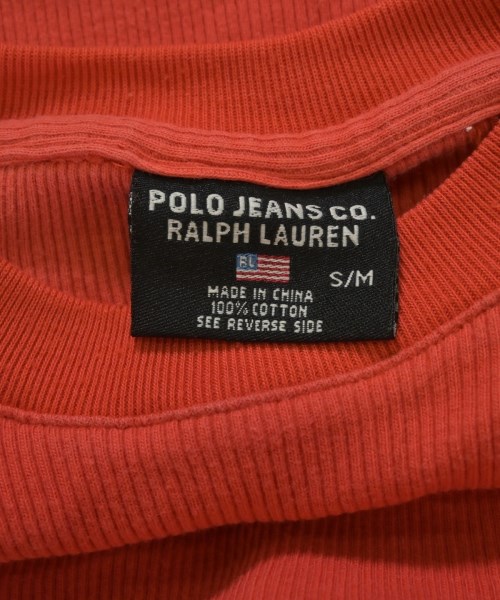 POLO JEANS CO.
RALPH LAUREN
RL
S/M
MADE IN CHINA
100% COTTON
SEE REVERSE SIDE